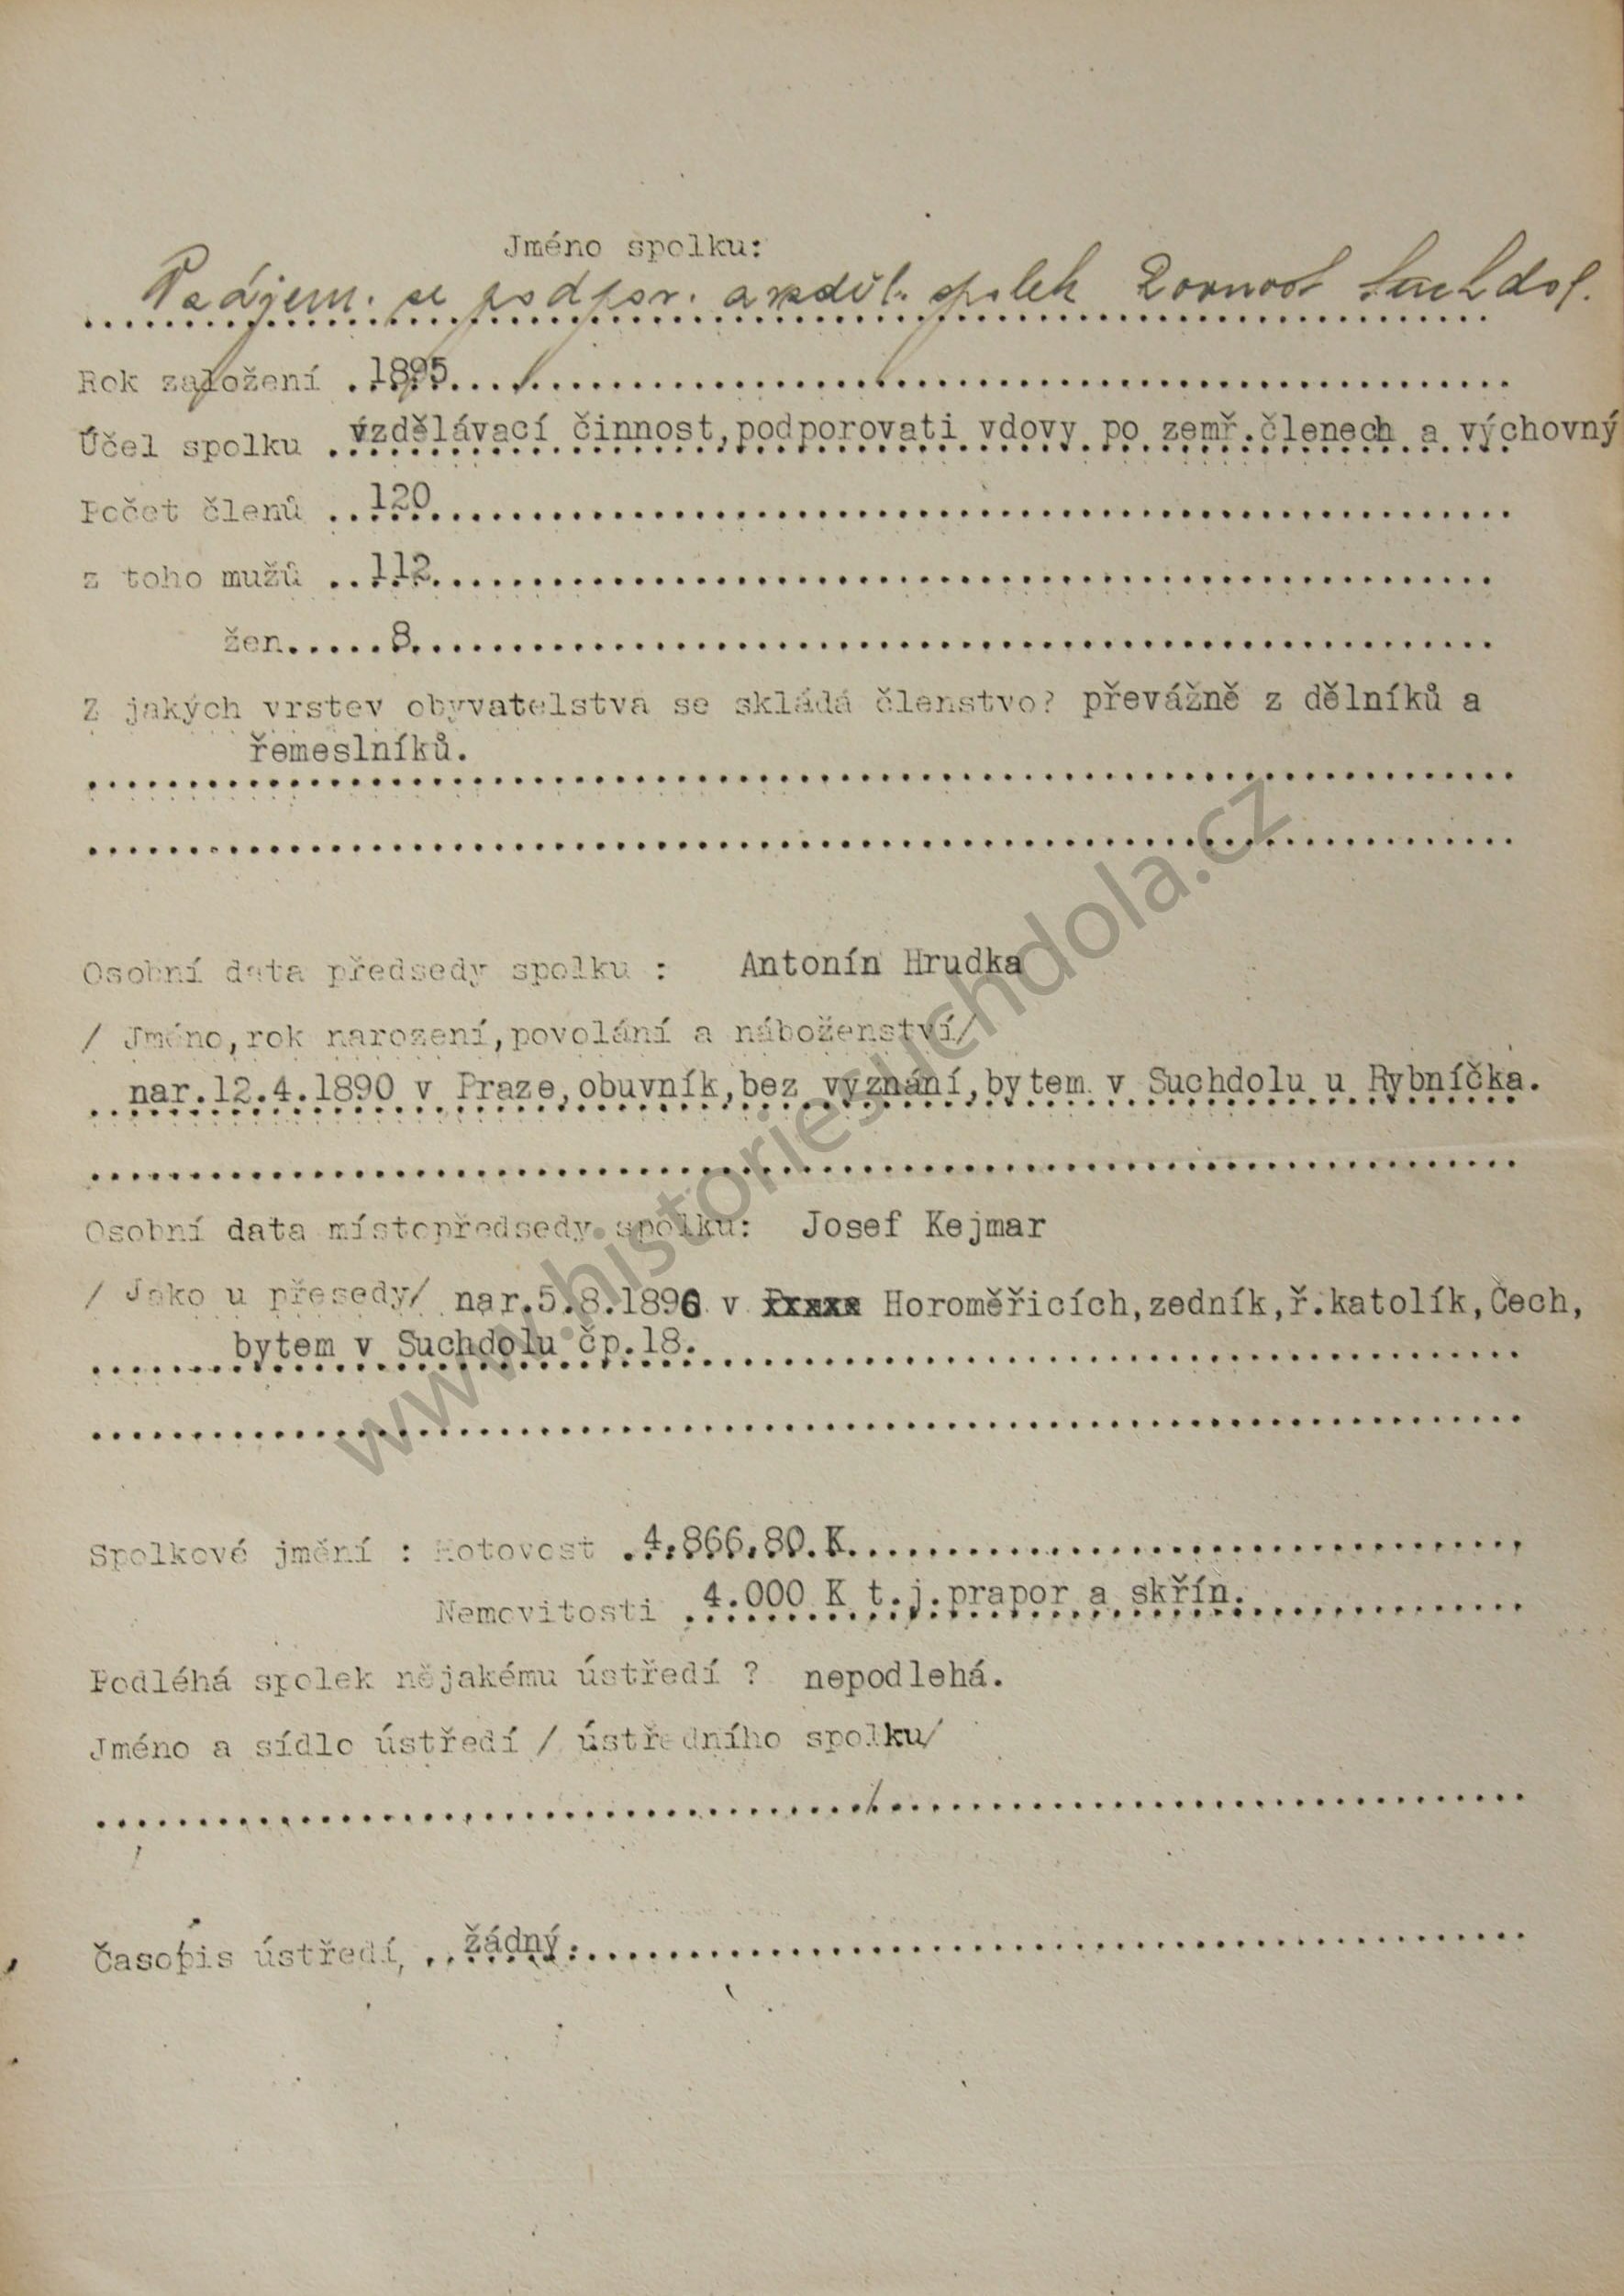 Jméno spolku:
Vzájem. se podpor. a vzděl. spolek Rovnost Suchdol.
Rok založení .1895
Účel spolku vzdělávací činnost,podporovati vdovy po zemř.členech a výchovný
Počet členů ..120
z toho mužů ..112
žen.....8
Z jakých vrstev obyvatelstva se skládá členstvo? převážně z dělníků a
řemeslníků.
Osobní data předsedy spolku : Antonín Hrudka
/ Jméno,rok narození,povolání a náboženství/
nar.12.4.1890 v Praze,obuvník,bez vyznání,bytem v Suchdolu u Rybníčka.
Osobní data místopředsedy spolku: Josef Kejmar
/ Jako u přesedy/ nar.5.8.1896 v Horoměřicích,zedník,ř.katolík,Čech,
bytem v Suchdolu čp.18.
Spolkové jmění : Hotovost .4.866,80.K
Nemovitosti 4.000 K t.j.prapor a skřín.
Podléhá spolek nějakému ústředí ? nepodlehá.
Jméno a sídlo ústředí / ústředního spolku/
Časopis ústředí, ..žádný.
www.historiesuchdola.cz